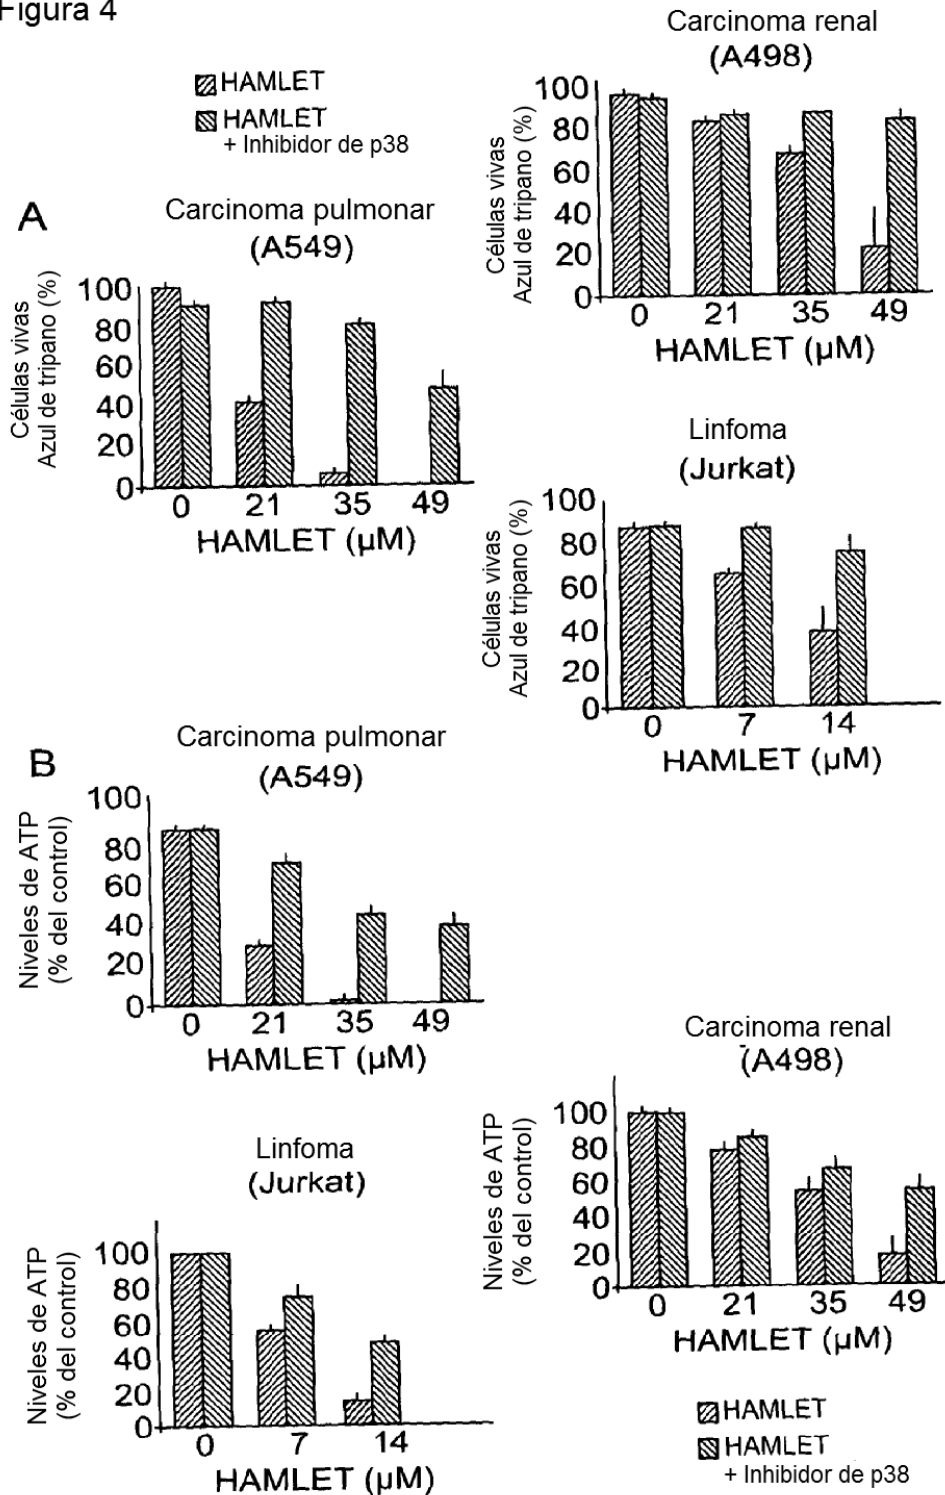 Figura 4
HAMLET
HAMLET
+ Inhibidor de p38
A
Carcinoma pulmonar
(A549)
Células vivas
Azul de tripano (%)
100
80
60
40
20
0
0 21 35 49
HAMLET (µM)
Carcinoma renal
(A498)
Células vivas
Azul de tripano (%)
100
80
60
40
20
0
0 21 35 49
HAMLET (µM)
Linfoma
(Jurkat)
Células vivas
Azul de tripano (%)
100
80
60
40
20
0
0 7 14
HAMLET (µM)
B
Carcinoma pulmonar
(A549)
Niveles de ATP
(% del control)
100
80
60
40
20
0
0 21 35 49
HAMLET (µM)
Carcinoma renal
(A498)
Niveles de ATP
(% del control)
100
80
60
40
20
0
0 21 35 49
HAMLET (µM)
Linfoma
(Jurkat)
Niveles de ATP
(% del control)
100
80
60
40
20
0
0 7 14
HAMLET (µM)
HAMLET
HAMLET
+ Inhibidor de p38